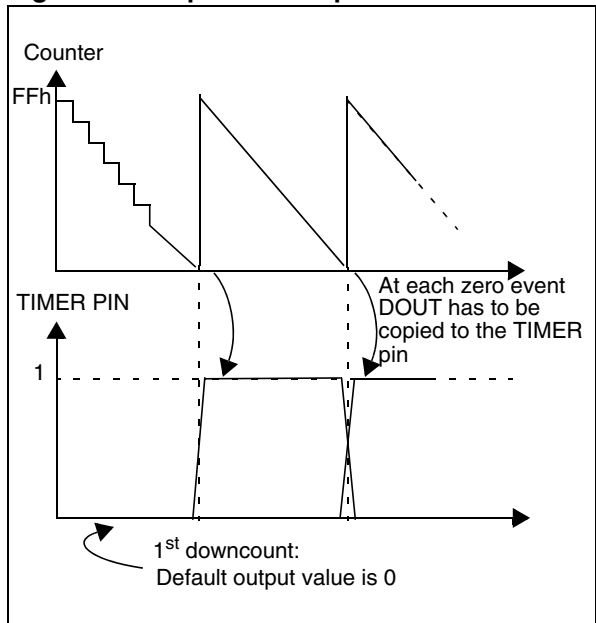 Counter
FFh
At each zero event
DOUT has to be
copied to the TIMER
pin
TIMER PIN
1
1st downcount:
Default output value is 0